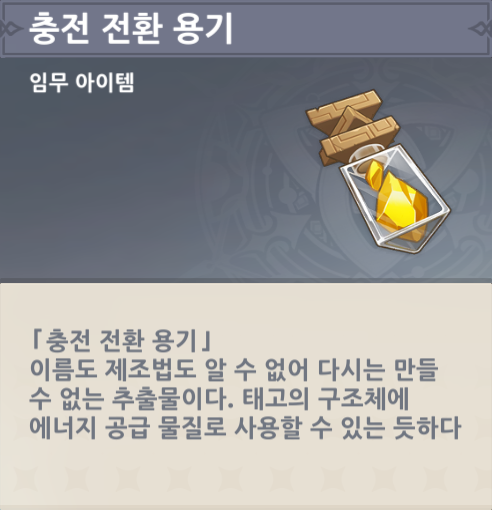 충전 전환 용기
임무 아이템
「충전 전환 용기」
이름도 제조법도 알 수 없어 다시는 만들
수 없는 추출물이다. 태고의 구조체에
에너지 공급 물질로 사용할 수 있는 듯하다